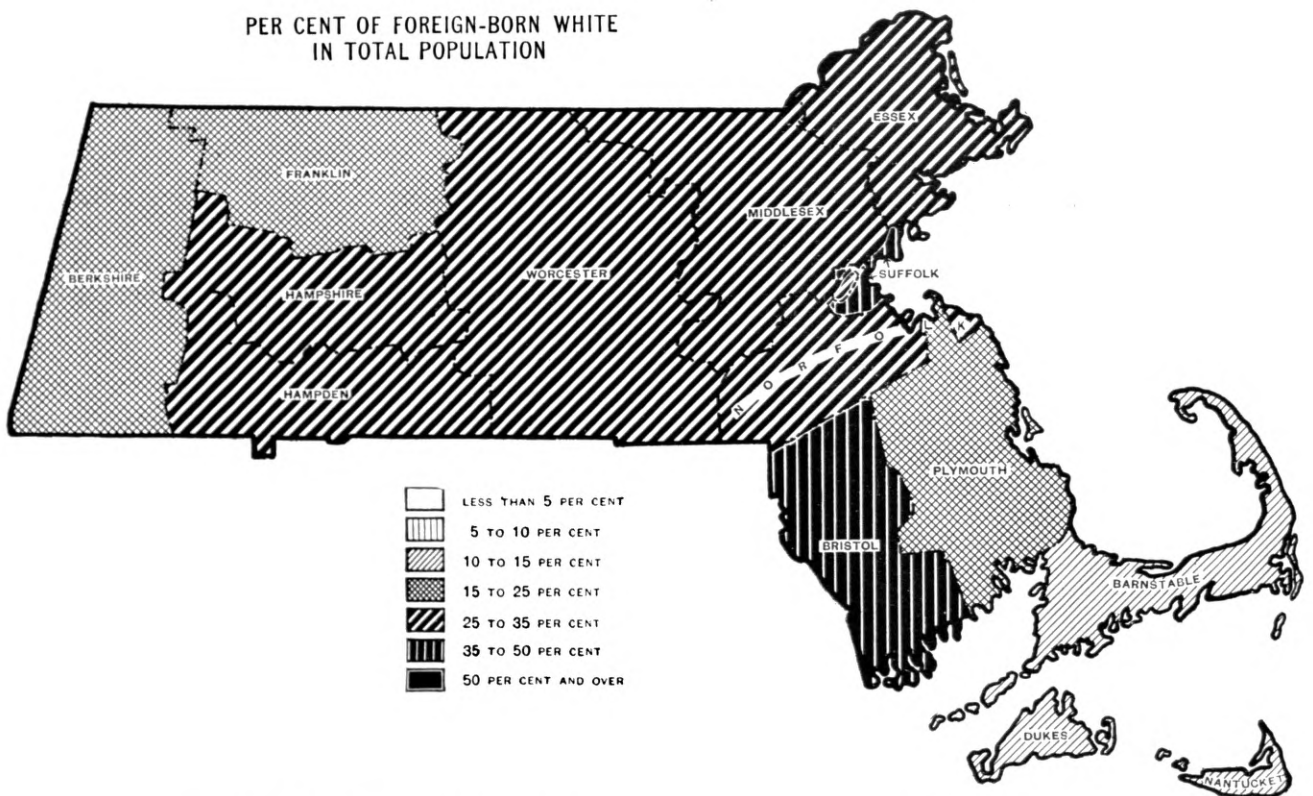 PER CENT OF FOREIGN-BORN WHITE
IN TOTAL POPULATION
ESSEX
FRANKLIN
MIDDLESEX
BERKSHIRE
WORCESTER
SUFFOLK
HAMPSHIRE
NORFOLK
HAMPDEN
PLYMOUTH
LESS THAN 5 PER CENT
5 TO 10 PER CENT
10 TO 15 PER CENT
15 TO 25 PER CENT
25 TO 35 PER CENT
35 TO 50 PER CENT
50 PER CENT AND OVER
BRISTOL
BARNSTABLE
DUKES
NANTUCKET